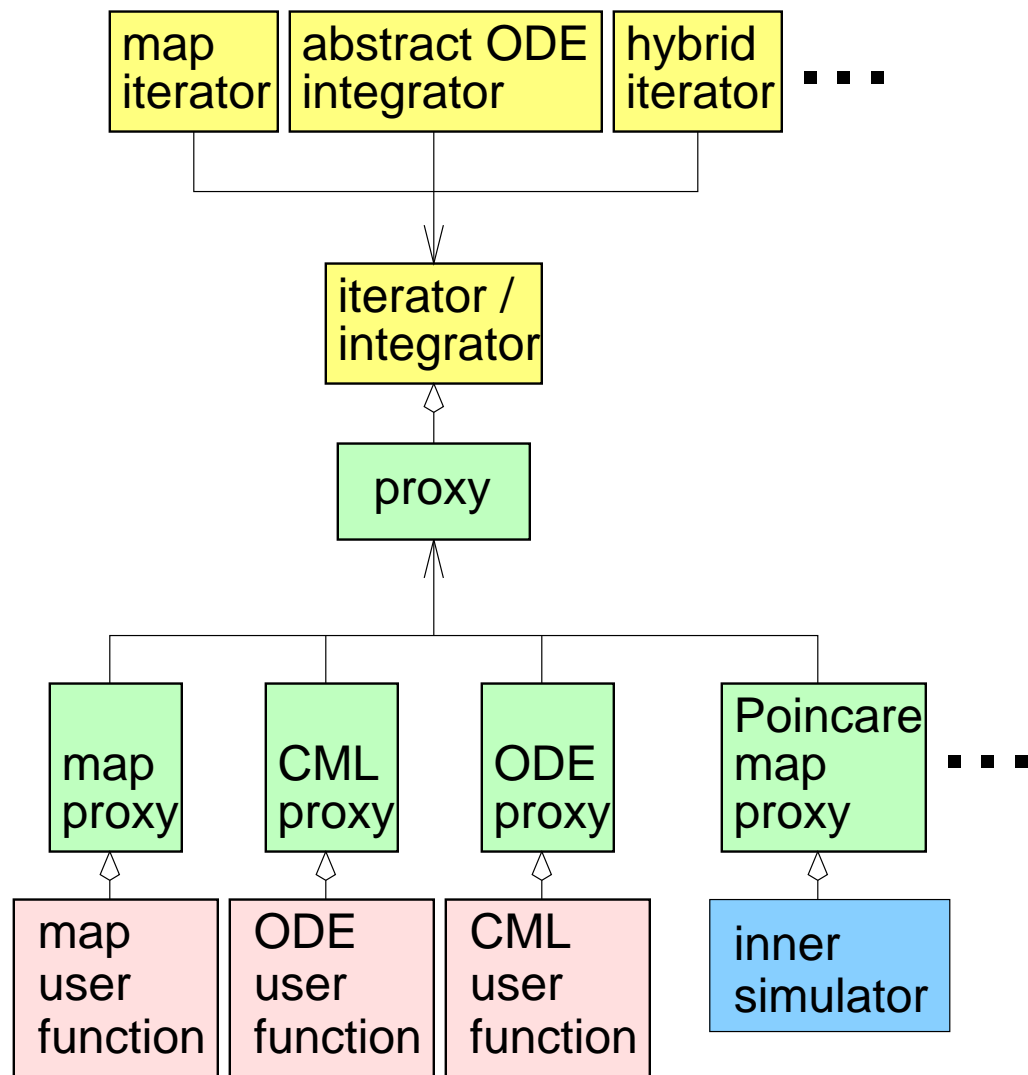 map
iterator
abstract ODE
integrator
hybrid
iterator
iterator /
integrator
proxy
map
proxy
CML
proxy
ODE
proxy
Poincare
map
proxy
map
user
function
ODE
user
function
CML
user
function
inner
simulator